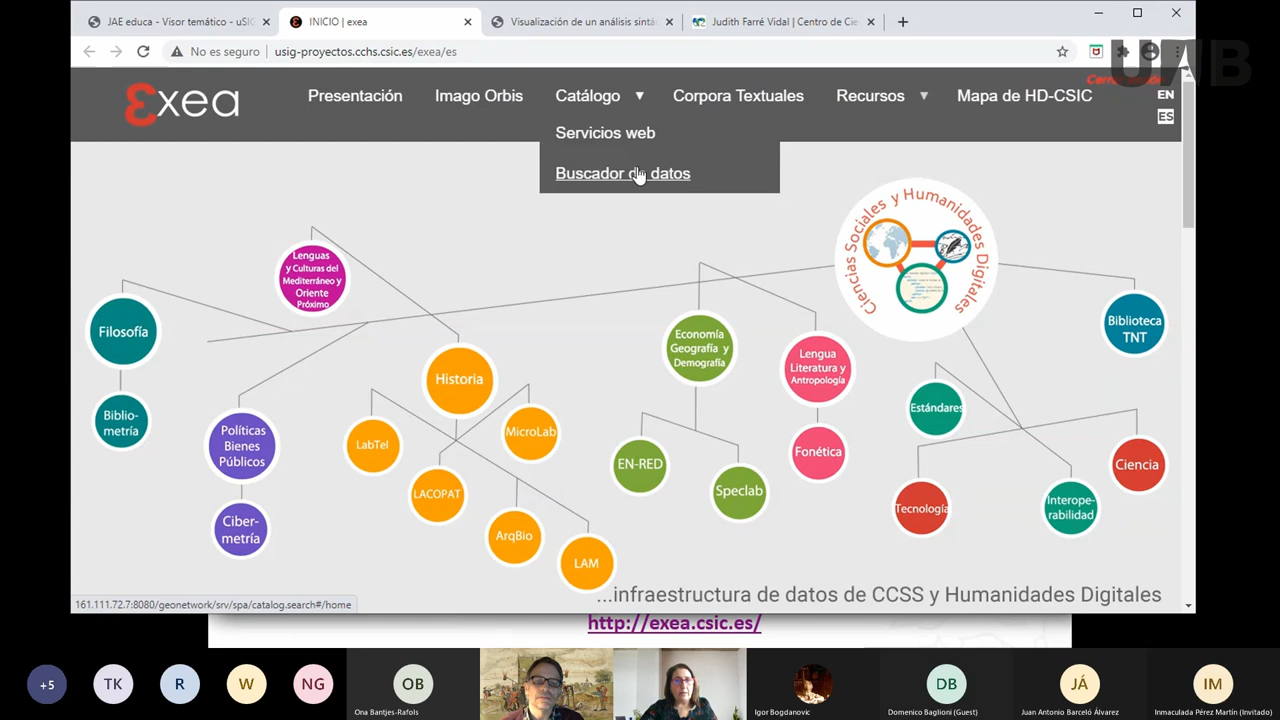 JAE educa - Visor temático - uSIG
INICIO | exea
Visualización de un análisis sintá
Judith Farré Vidal | Centro de Cie
No es seguro
usig-proyectos.cchs.csic.es/exea/es
UAB
exea
Presentación
Imago Orbis
Catálogo
Corpora Textuales
Recursos
Mapa de HD-CSIC
EN
ES
Servicios web
Buscador de datos
Ciencias Sociales y Humanidades Digitales
Lenguas
y Culturas del
Mediterráneo y
Oriente
Próximo
Filosofía
Economía
Geografía y
Demografía
Biblioteca
TNT
Lengua
Literatura y
Antropología
Historia
Estándares
Biblio-
metría
Políticas
Bienes
Públicos
LabTel
MicroLab
EN-RED
Fonética
Ciencia
LACOPAT
Speclab
Tecnología
Interope-
rabilidad
Ciber-
metría
ArqBio
LAM
...infraestructura de datos de CCSS y Humanidades Digitales
161.111.72.7:8080/geonetwork/srv/spa/catalog.search#/home
http://exea.csic.es/
+5
TK
R
W
NG
OB
DB
JÁ
IM
Ona Bantjes-Rafols
Igor Bogdanovic
Domenico Baglioni (Guest)
Juan Antonio Barceló Álvarez
Inmaculada Pérez Martín (Invitado)